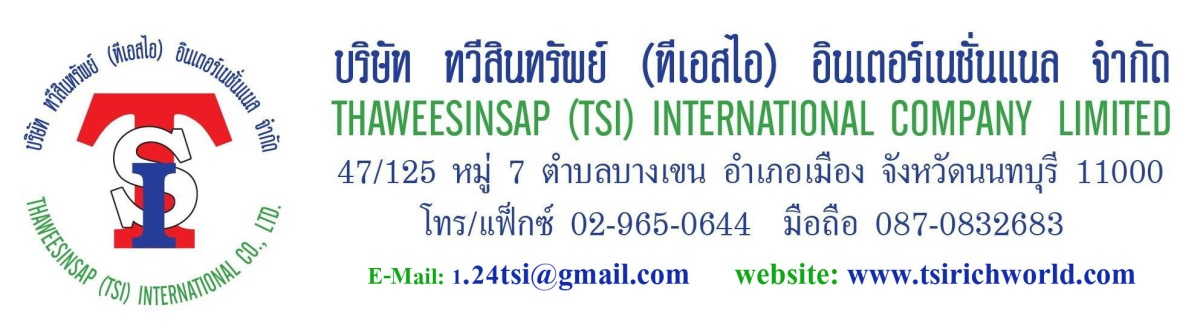 บริษัท ทวีสินทรัพย์ (ทีเอสไอ) อินเตอร์เนชั่นแนล จำกัด
TSI
THAWEESINSAP (TSI) INTERNATIONAL CO., LTD.
บริษัท ทวีสินทรัพย์ (ทีเอสไอ) อินเตอร์เนชั่นแนล จำกัด
THAWEESINSAP (TSI) INTERNATIONAL COMPANY LIMITED
47/125 หมู่ 7 ตำบลบางเขน อำเภอเมือง จังหวัดนนทบุรี 11000
โทร/แฟ็กซ์ 02-965-0644 มือถือ 087-0832683
E-Mail: 1.24tsi@gmail.com website: www.tsirichworld.com